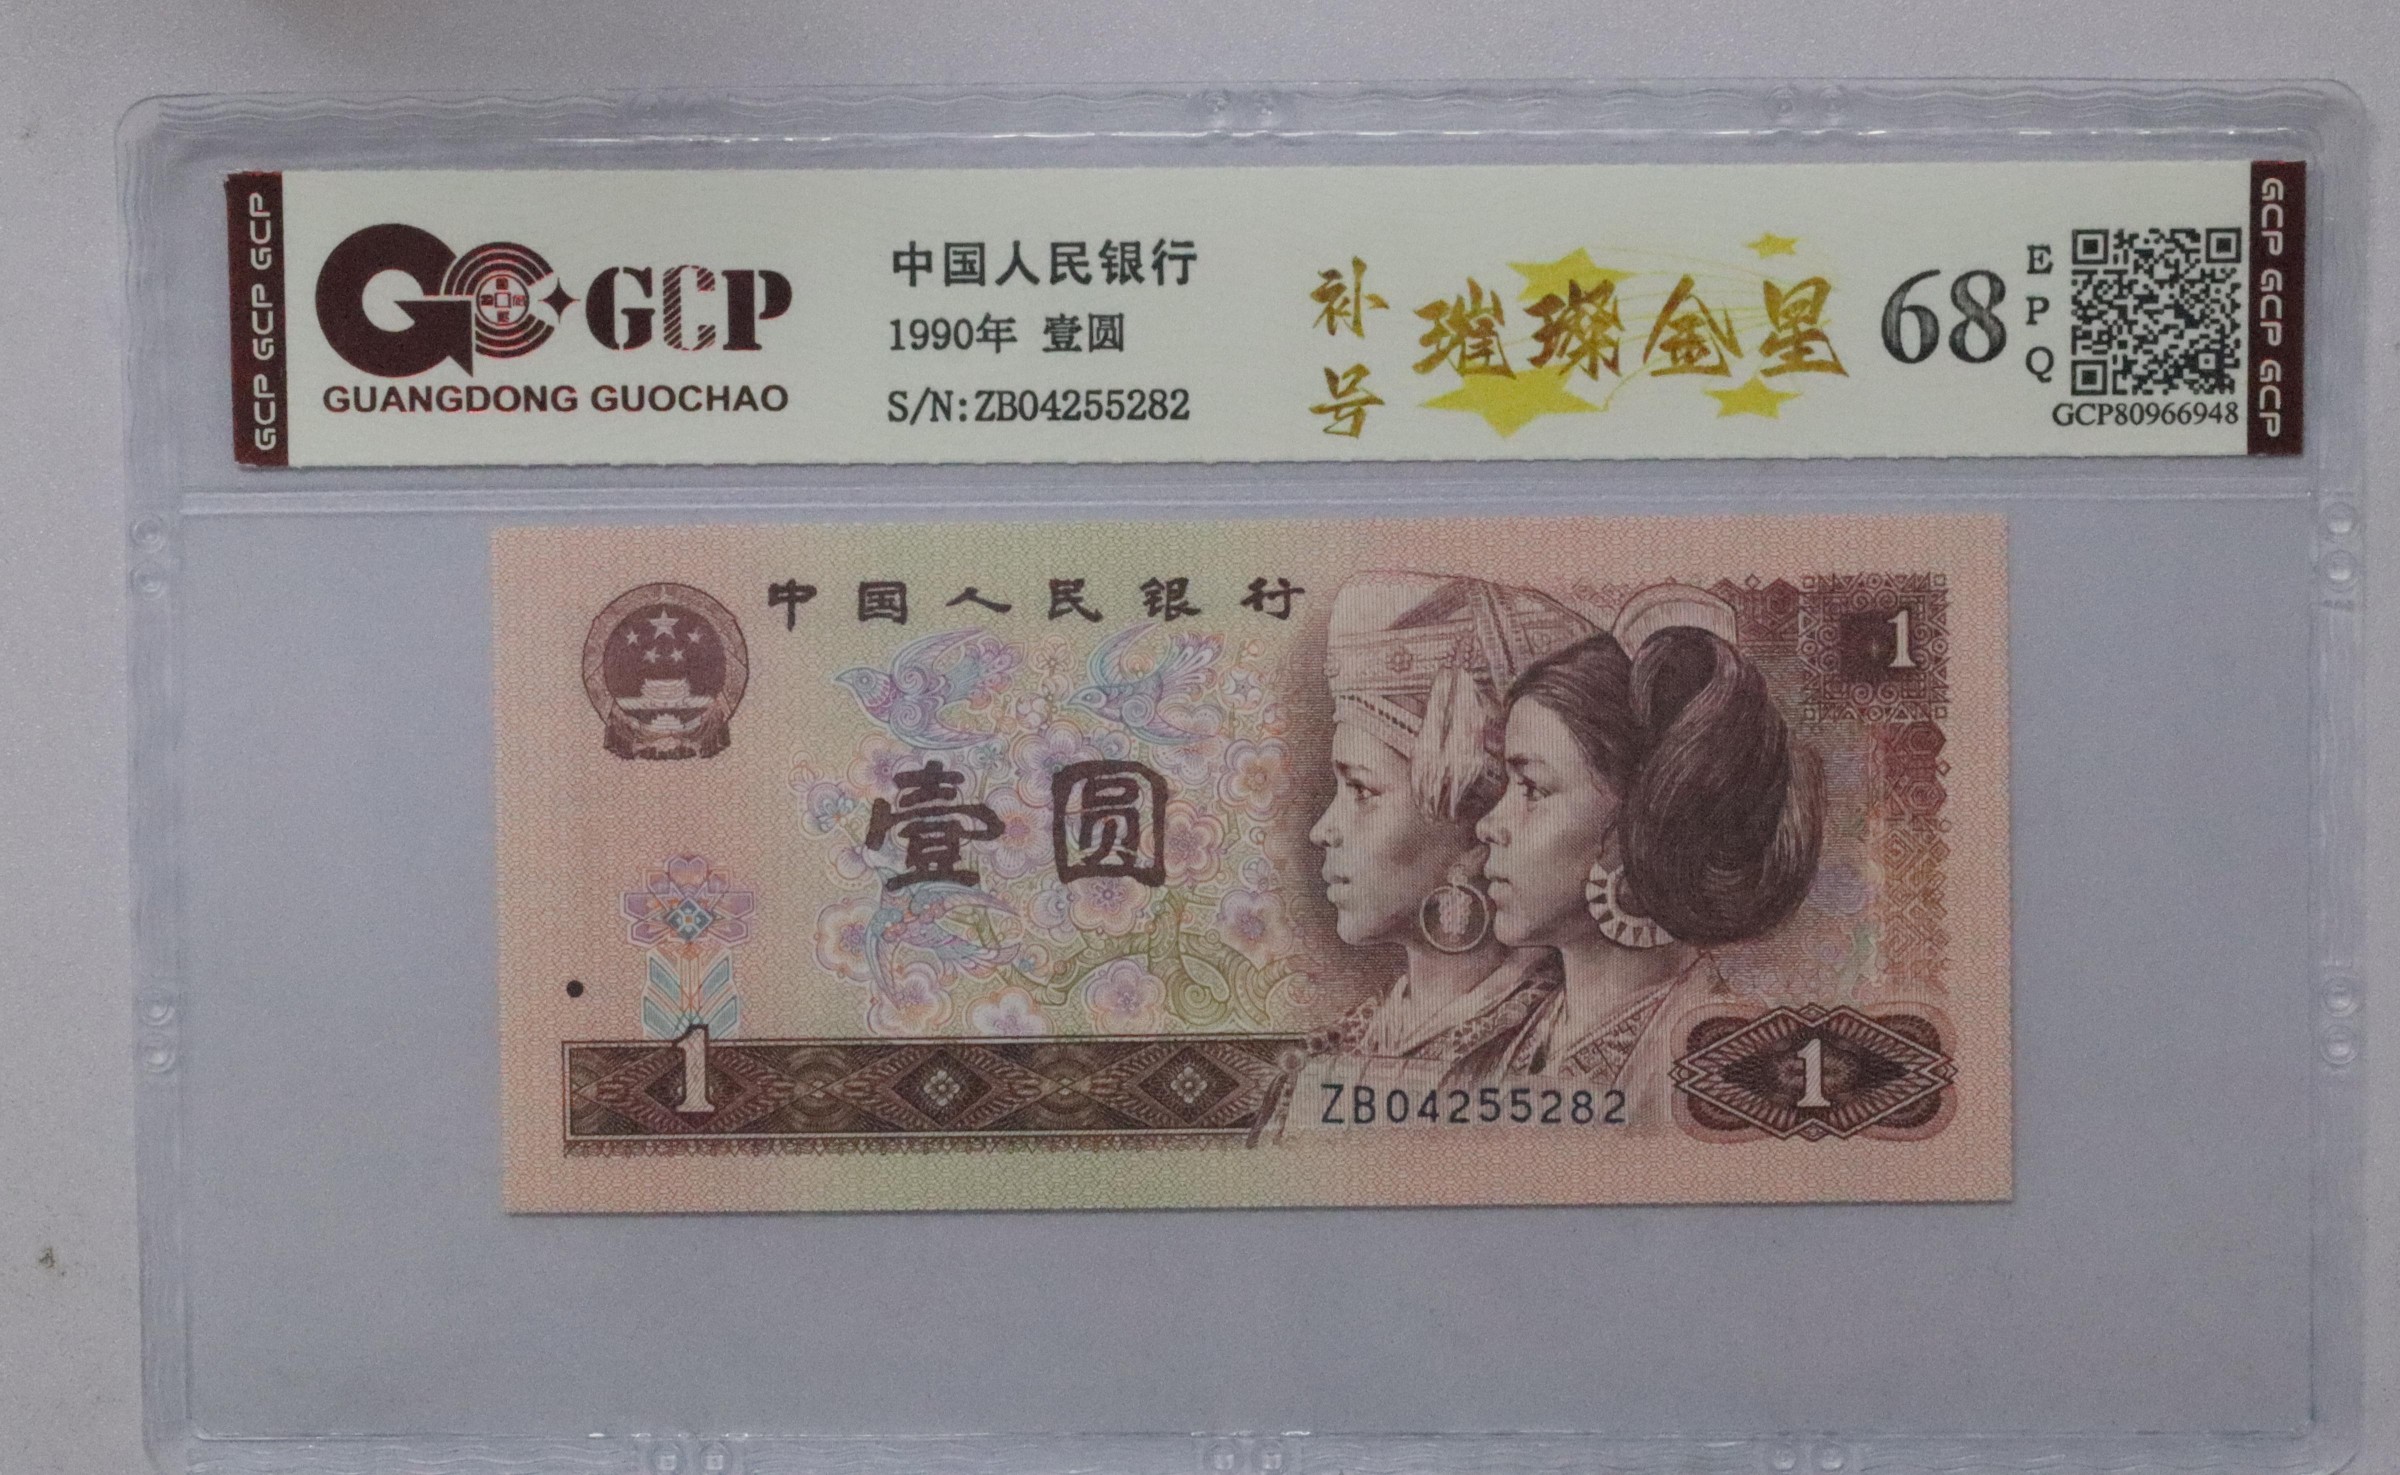 GCP GCP GCP
GCP
GUANGDONG GUOCHAO
中国人民银行
1990年 壹圆
S/N:ZB04255282
补号
璀璨金星
68
EPQ
GCP80966948
GCP GCP GCP
中国人民银行
1
壹圆
1
ZB04255282
1